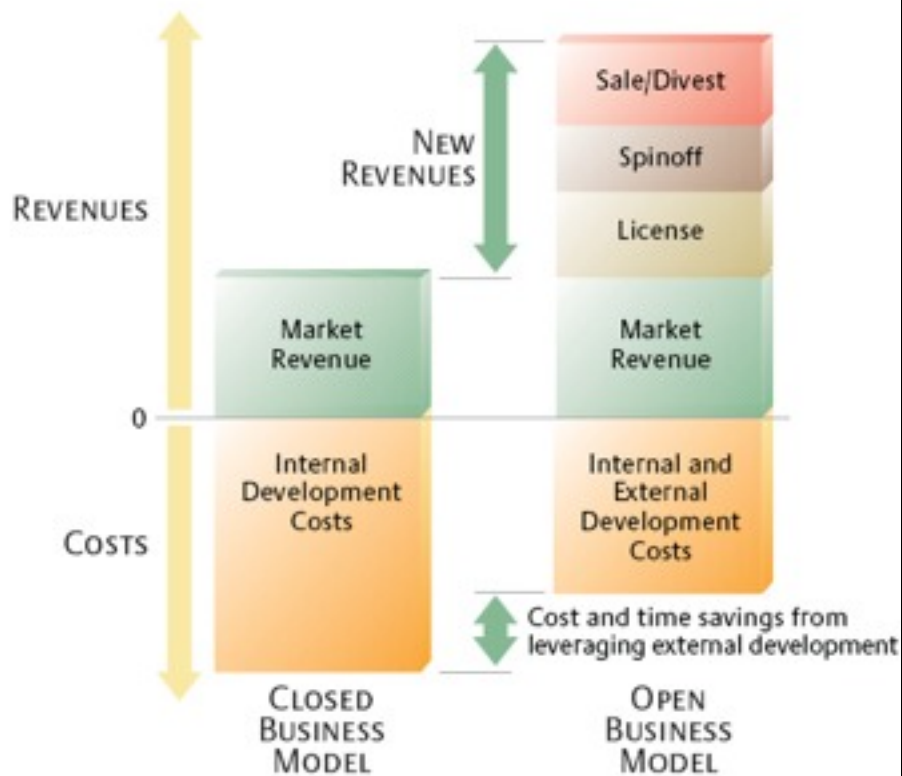 REVENUES
NEW
REVENUES
Sale/Divest
Spinoff
License
Market
Revenue
Market
Revenue
0
COSTS
Internal
Development
Costs
Internal and
External
Development
Costs
Cost and time savings from
leveraging external development
CLOSED
BUSINESS
MODEL
OPEN
BUSINESS
MODEL